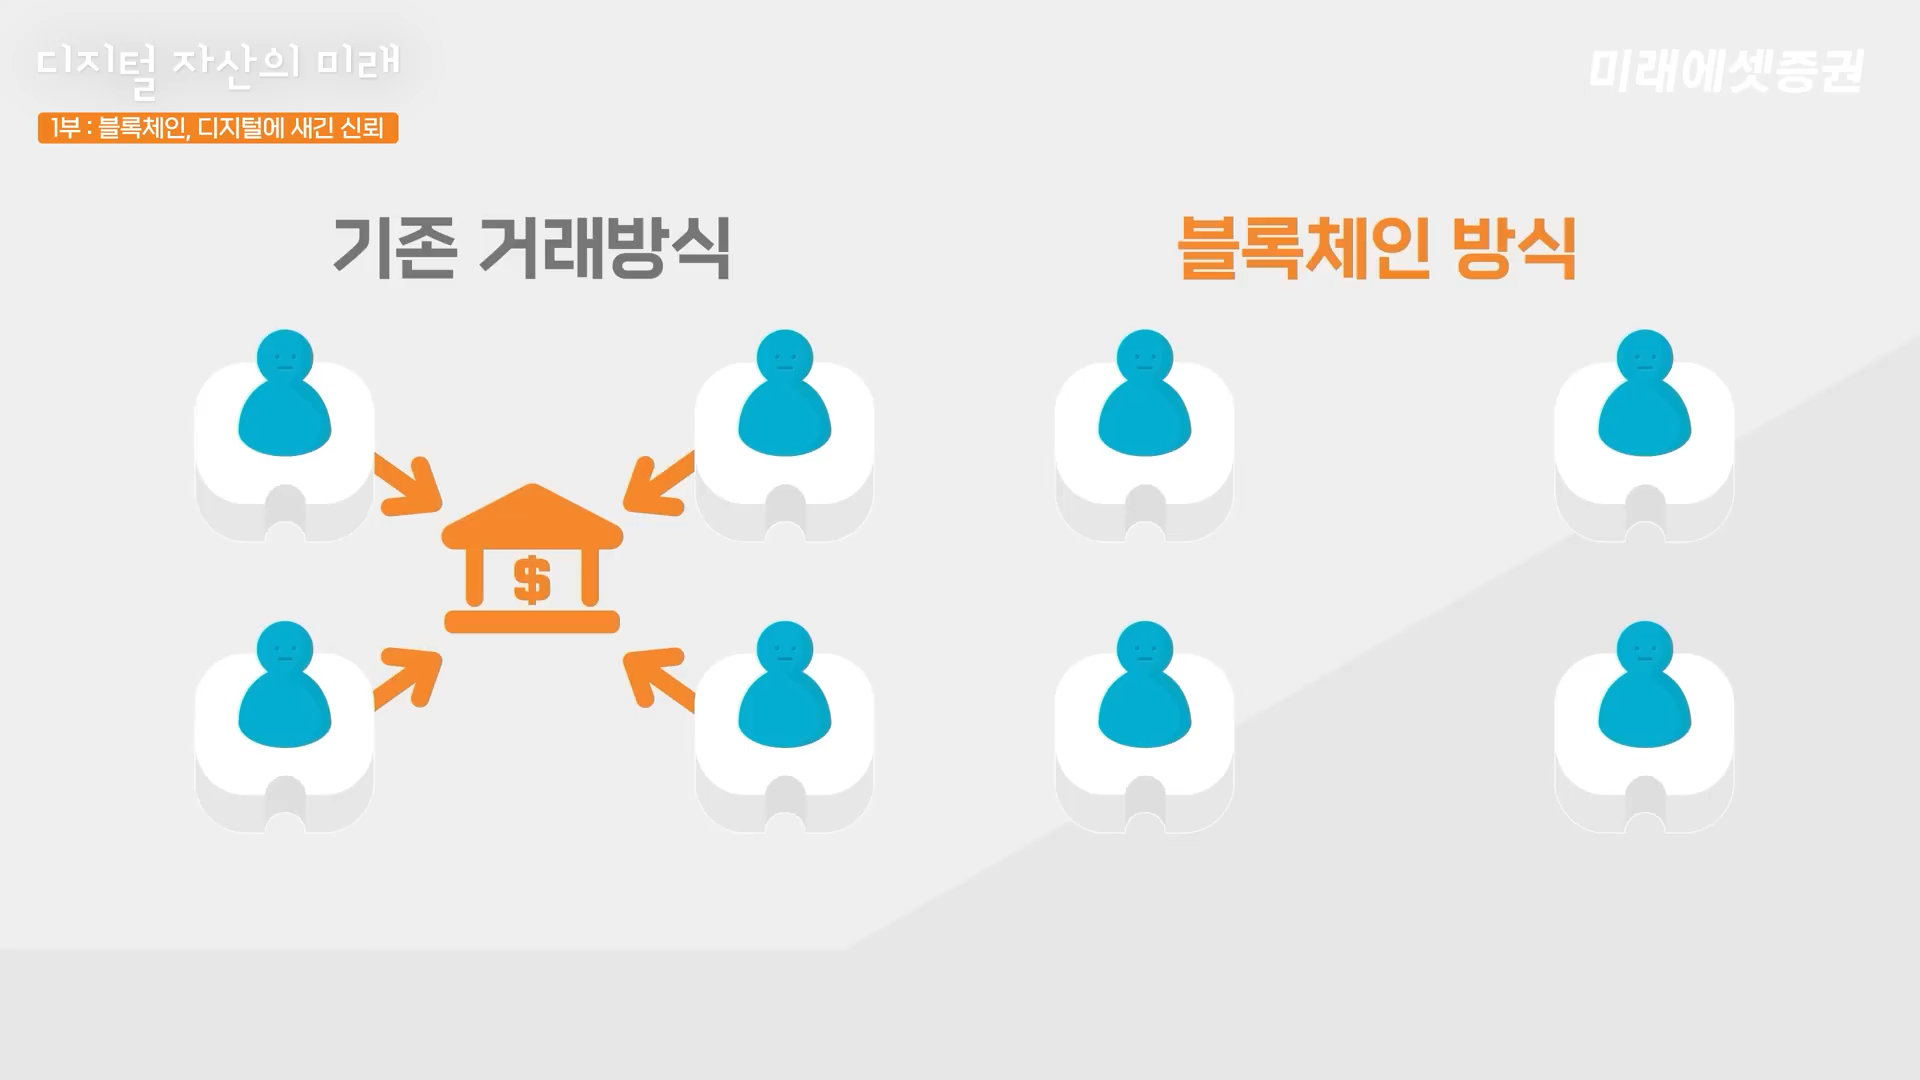 디지털 자산의 미래
미래에셋증권
1부 : 블록체인, 디지털에 새긴 신뢰
기존 거래방식
블록체인 방식
$